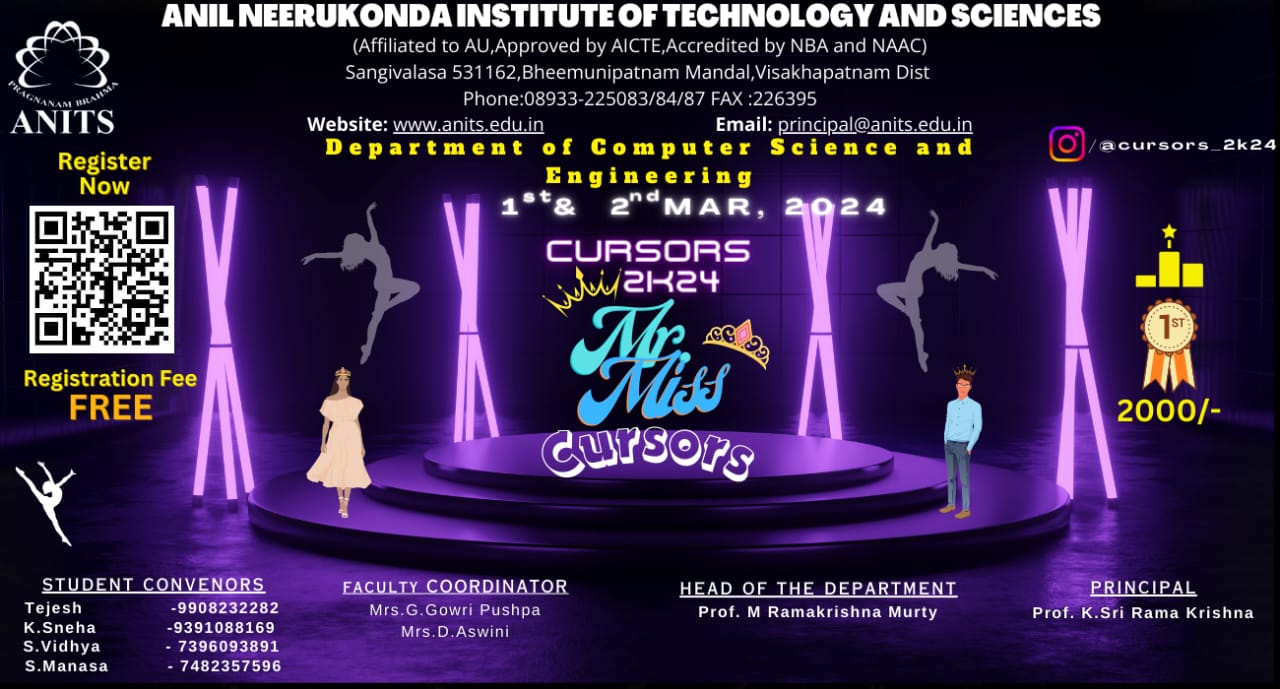 ANIL NEERUKONDA INSTITUTE OF TECHNOLOGY AND SCIENCES
(Affiliated to AU,Approved by AICTE,Accredited by NBA and NAAC)
Sangivalasa 531162,Bheemunipatnam Mandal,Visakhapatnam Dist
Phone:08933-225083/84/87 FAX :226395
Website: www.anits.edu.in Email: principal@anits.edu.in
PRAGNANAM BRAHMA
ANITS
Department of Computer Science and
Engineering
/@cursors_2k24
1st& 2nd MAR, 2024
Register
Now
Registration Fee
FREE
CURSORS
2K24
Mr
Miss
Cursors
1ST
2000/-
STUDENT CONVENORS
Tejesh -9908232282
K.Sneha -9391088169
S.Vidhya - 7396093891
S.Manasa - 7482357596
FACULTY COORDINATOR
Mrs.G.Gowri Pushpa
Mrs.D.Aswini
HEAD OF THE DEPARTMENT
Prof. M Ramakrishna Murty
PRINCIPAL
Prof. K.Sri Rama Krishna